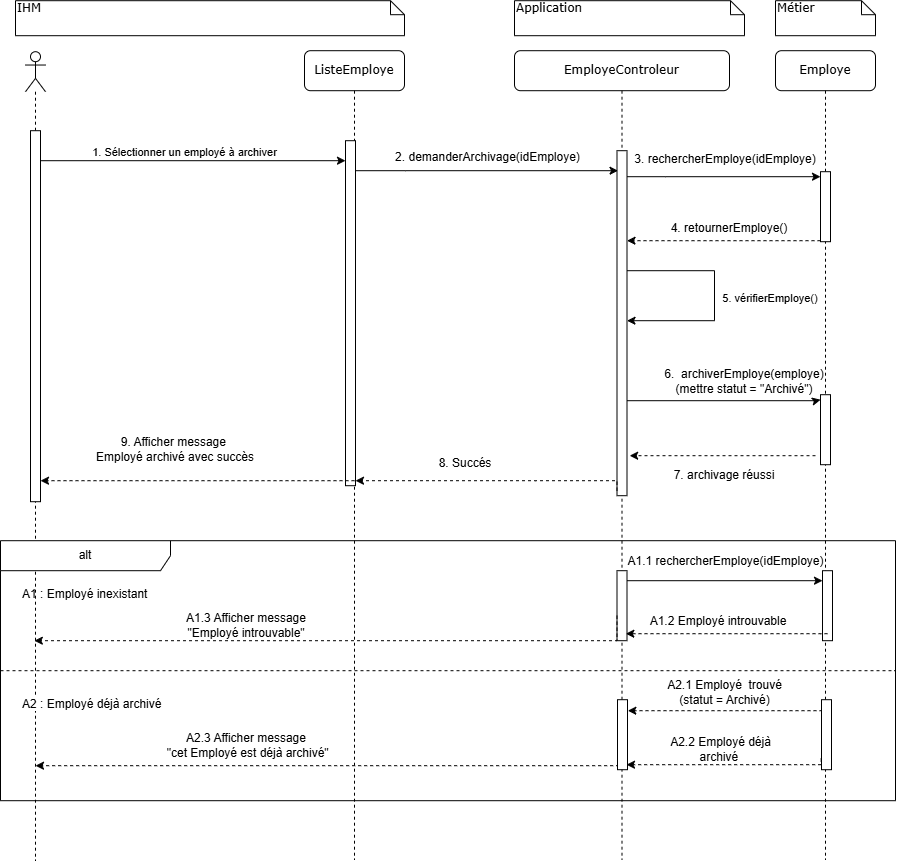 IHM
Application
Métier
ListeEmploye
EmployeControleur
Employe
1. Sélectionner un employé à archiver
2. demanderArchivage(idEmploye)
3. rechercherEmploye(idEmploye)
4. retournerEmploye()
5. vérifierEmploye()
6.  archiverEmploye(employe)
(mettre statut = "Archivé")
9. Afficher message
Employé archivé avec succès
8. Succés
7. archivage réussi
alt
A1.1 rechercherEmploye(idEmploye)
A1 : Employé inexistant
A1.3 Afficher message
"Employé introuvable"
A1.2 Employé introuvable
A2.1 Employé  trouvé
(statut = Archivé)
A2 : Employé déjà archivé
A2.3 Afficher message
"cet Employé est déjà archivé"
A2.2 Employé déjà
archivé